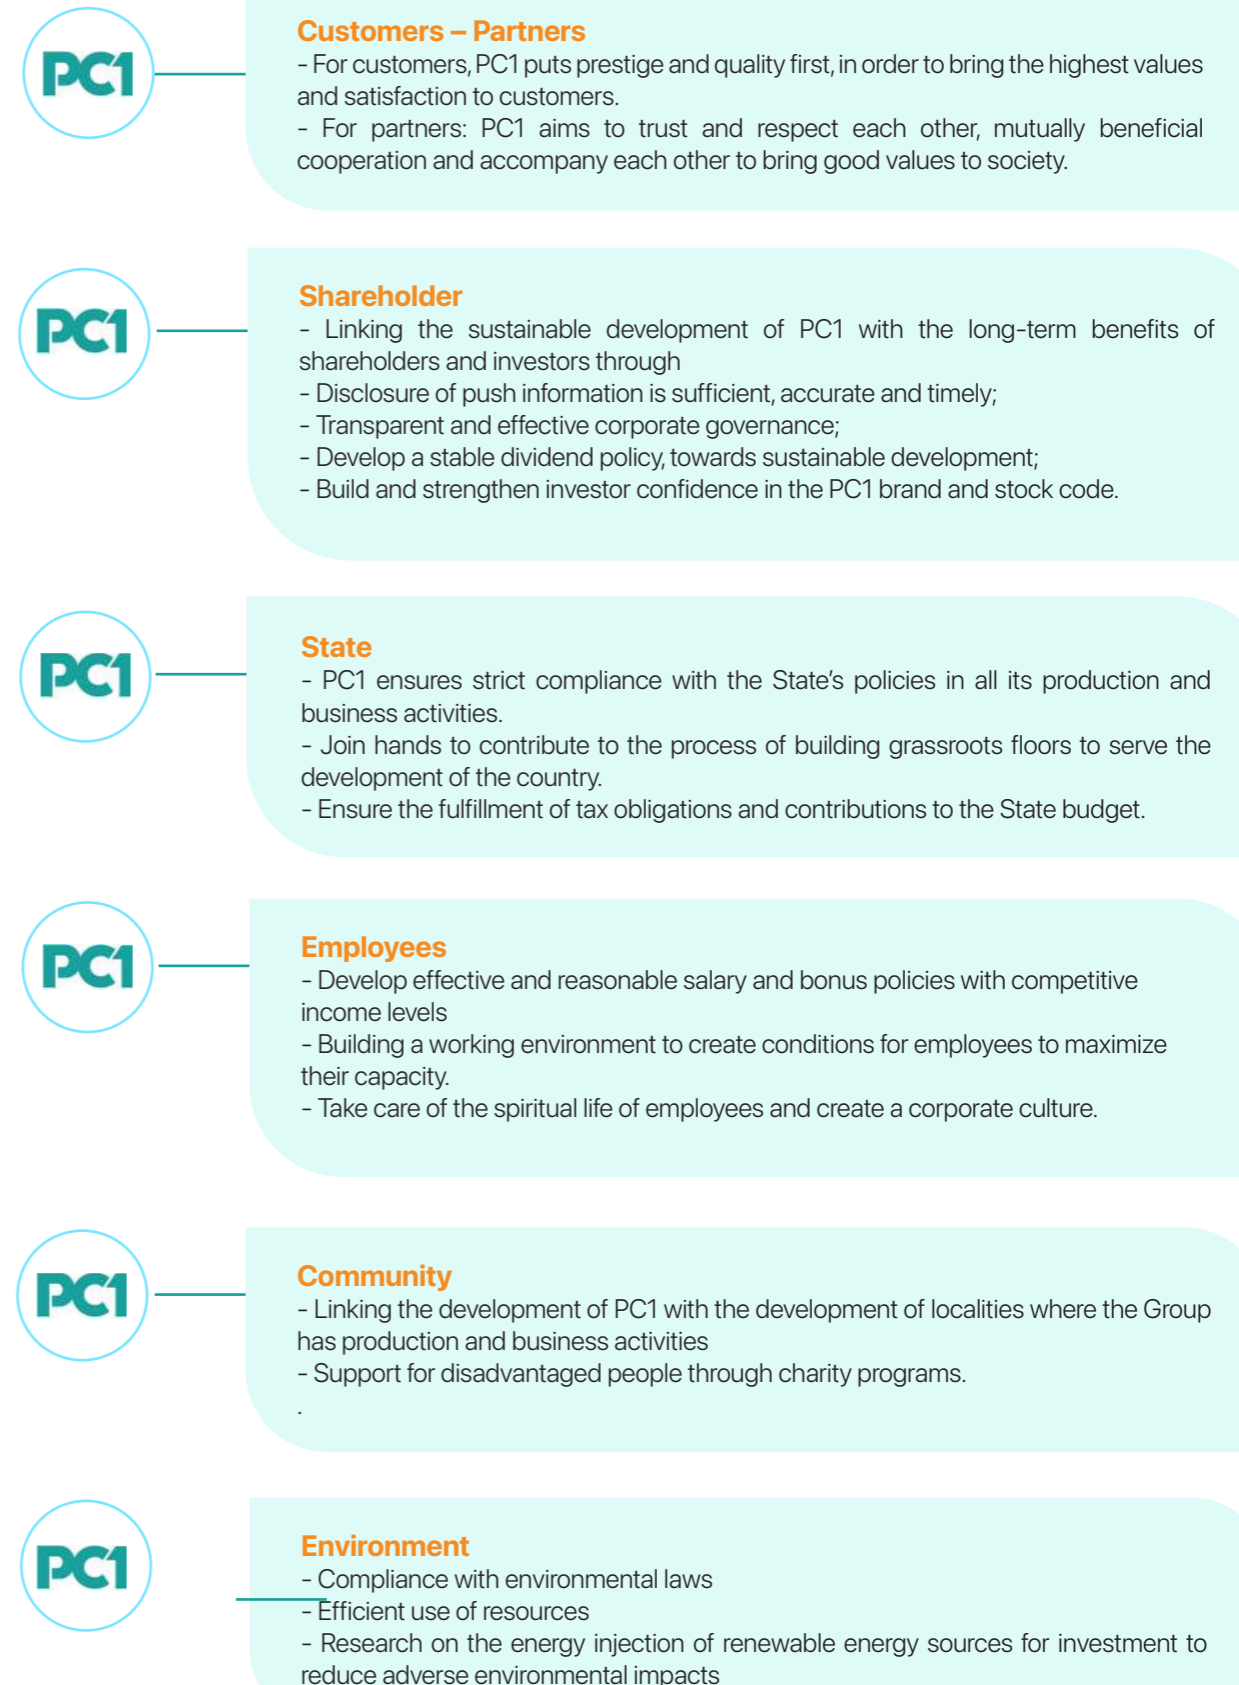 PC1
Customers – Partners
- For customers, PC1 puts prestige and quality first, in order to bring the highest values
and satisfaction to customers.
- For partners: PC1 aims to trust and respect each other, mutually beneficial
cooperation and accompany each other to bring good values to society.
PC1
Shareholder
- Linking the sustainable development of PC1 with the long-term benefits of
shareholders and investors through
- Disclosure of push information is sufficient, accurate and timely;
- Transparent and effective corporate governance;
- Develop a stable dividend policy, towards sustainable development;
- Build and strengthen investor confidence in the PC1 brand and stock code.
PC1
State
- PC1 ensures strict compliance with the State's policies in all its production and
business activities.
- Join hands to contribute to the process of building grassroots floors to serve the
development of the country.
- Ensure the fulfillment of tax obligations and contributions to the State budget.
PC1
Employees
- Develop effective and reasonable salary and bonus policies with competitive
income levels
- Building a working environment to create conditions for employees to maximize
their capacity.
- Take care of the spiritual life of employees and create a corporate culture.
PC1
Community
- Linking the development of PC1 with the development of localities where the Group
has production and business activities
- Support for disadvantaged people through charity programs.
.
PC1
Environment
- Compliance with environmental laws
- Efficient use of resources
- Research on the energy injection of renewable energy sources for investment to
reduce adverse environmental impacts